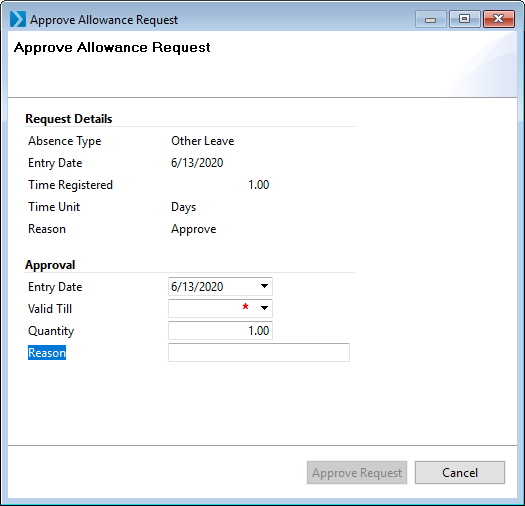 Approve Allowance Request
Approve Allowance Request
Request Details
Absence Type Other Leave
Entry Date 6/13/2020
Time Registered 1.00
Time Unit Days
Reason Approve
Approval
Entry Date 6/13/2020
Valid Till *
Quantity 1.00
Reason
Approve Request Cancel